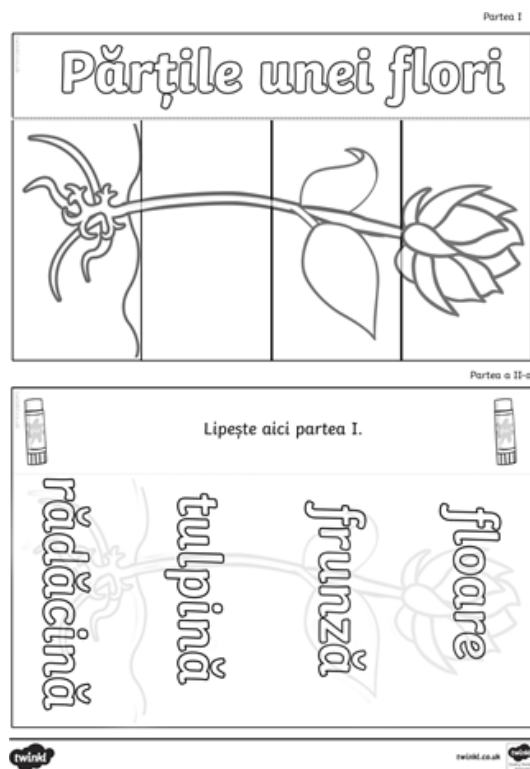 Partea I
Părțile unei flori
Partea a II-a
Lipește aici partea I.
rădăcină
tulpină
frunză
floare
twinkl
twinkl.co.uk